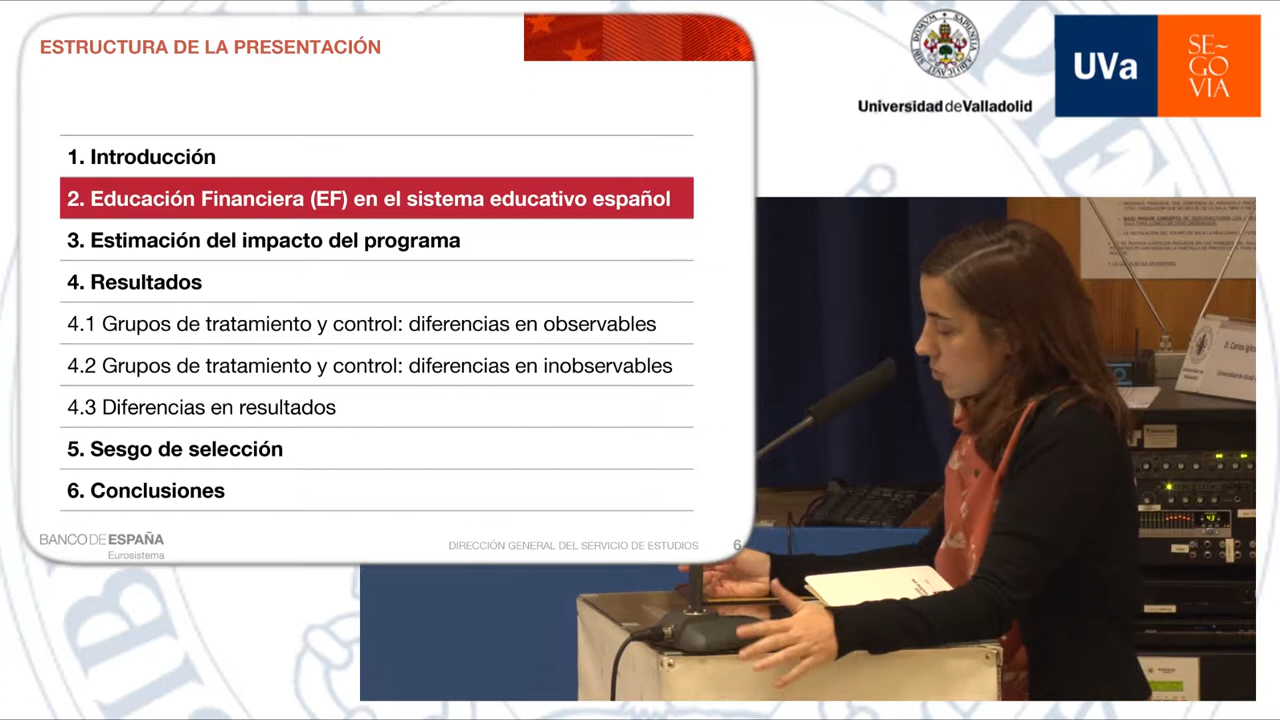 ESTRUCTURA DE LA PRESENTACIÓN
1. Introducción
2. Educación Financiera (EF) en el sistema educativo español
3. Estimación del impacto del programa
4. Resultados
4.1 Grupos de tratamiento y control: diferencias en observables
4.2 Grupos de tratamiento y control: diferencias en inobservables
4.3 Diferencias en resultados
5. Sesgo de selección
6. Conclusiones
BANCO DE ESPAÑA
Eurosistema
DIRECCIÓN GENERAL DEL SERVICIO DE ESTUDIOS
6
Universidad de Valladolid
UVa
SE~
GO
VIA
D. Carlos Igle